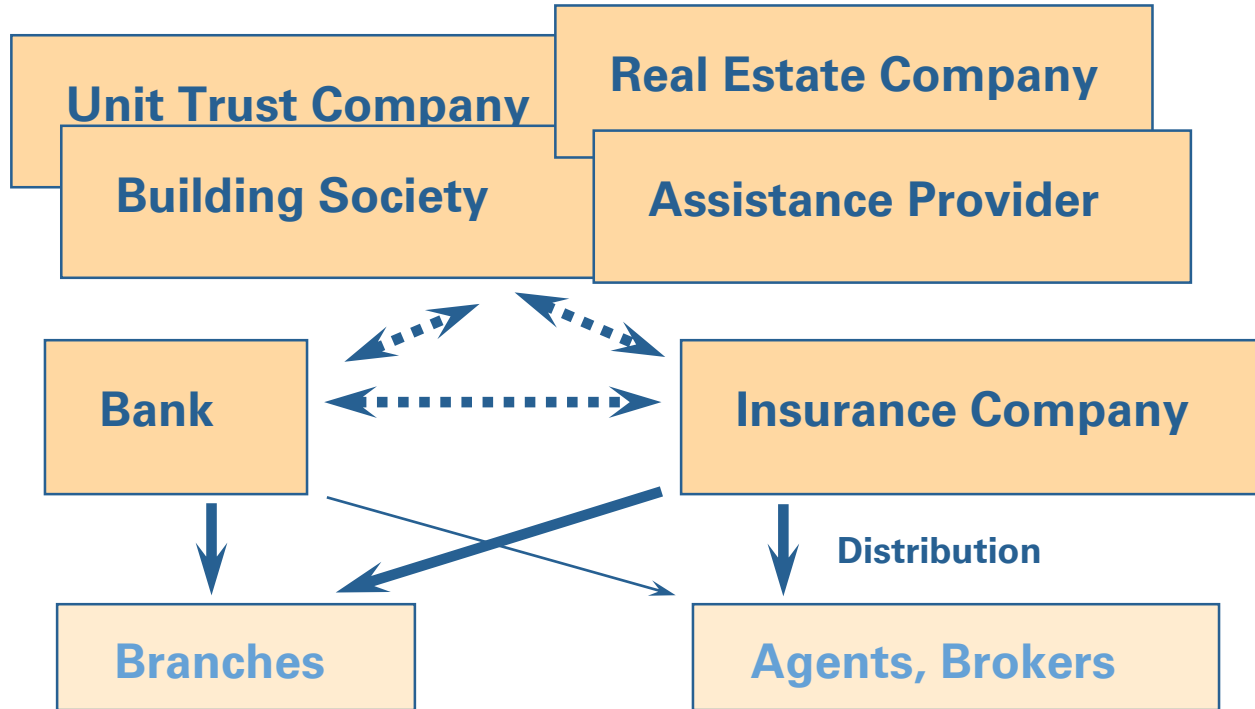 Real Estate Company
Unit Trust Company
Building Society
Assistance Provider
Bank
Insurance Company
Distribution
Branches
Agents, Brokers